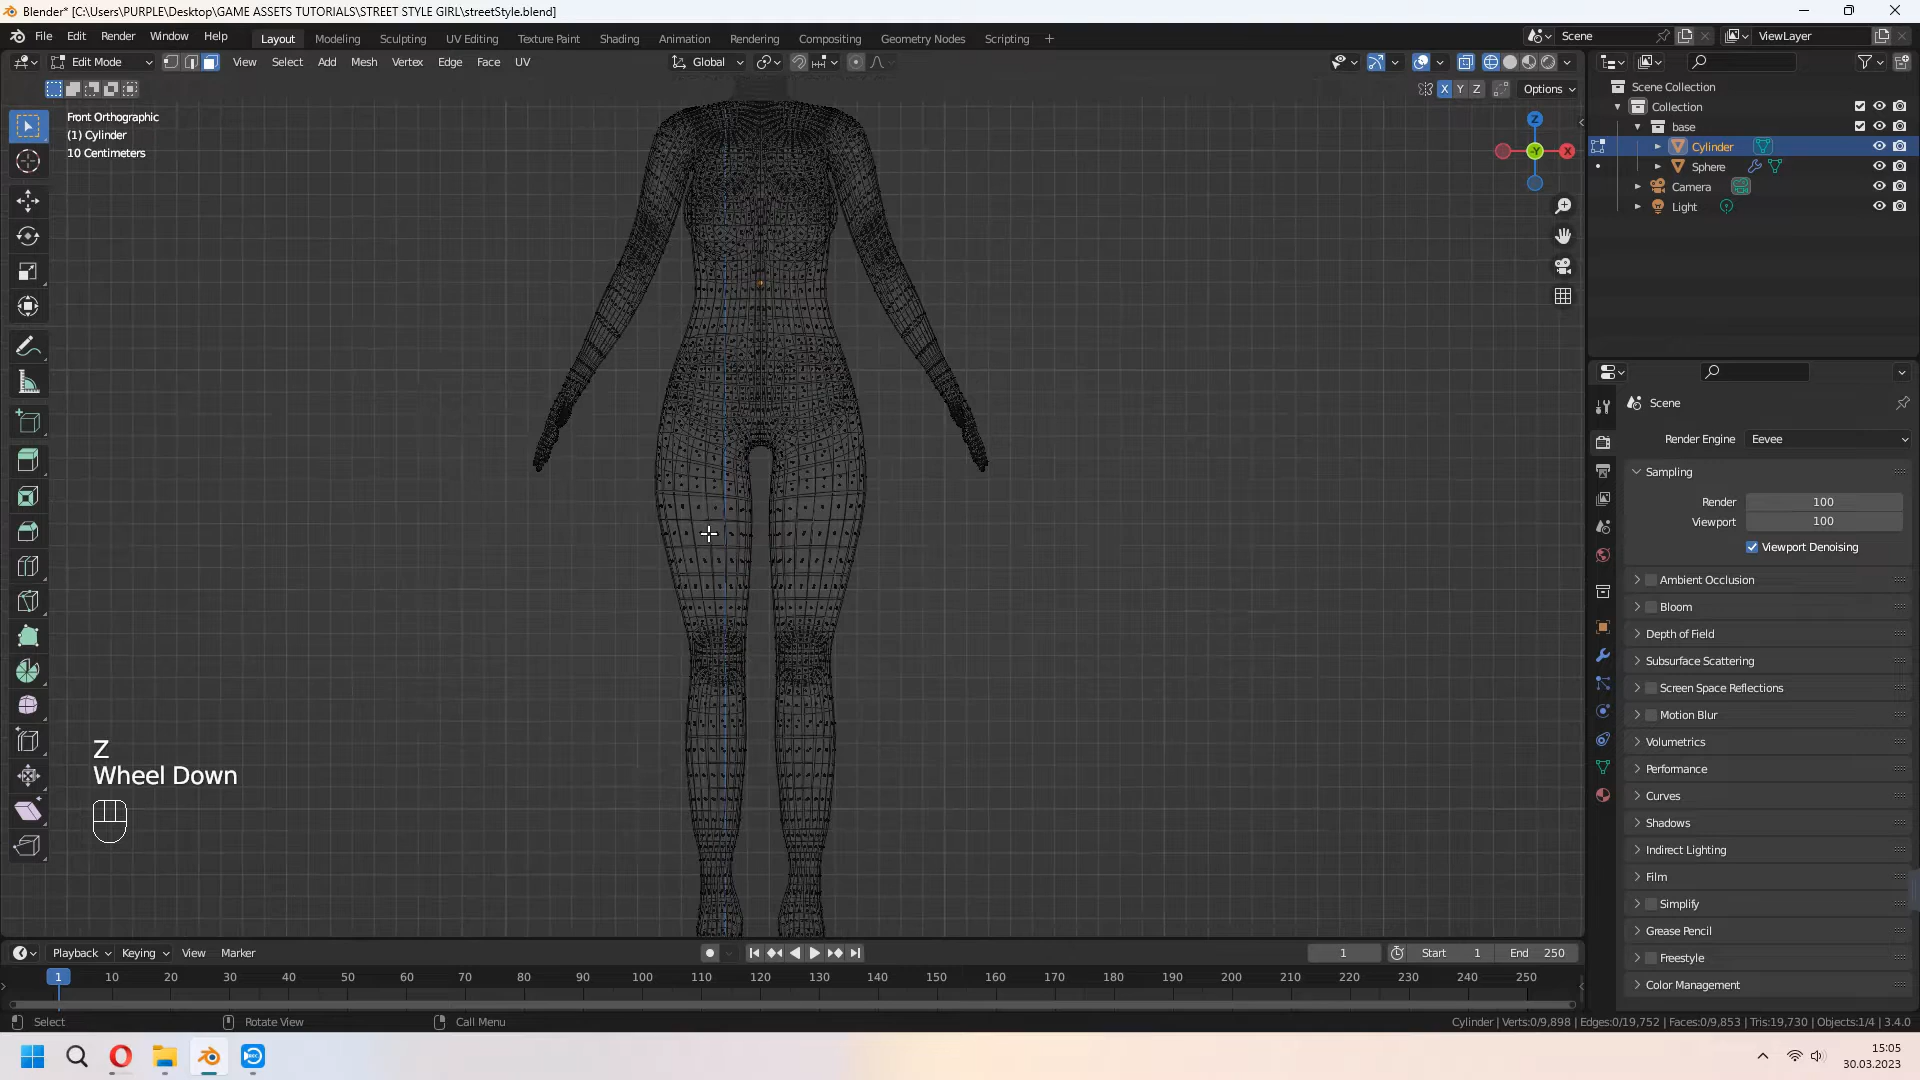 Blender* [C:\Users\PURPLE\Desktop\GAME ASSETS TUTORIALS\STREET STYLE GIRL\streetStyle.blend]
File Edit Render Window Help Layout Modeling Sculpting UV Editing Texture Paint Shading Animation Rendering Compositing Geometry Nodes Scripting + Scene ViewLayer
Edit Mode View Select Add Mesh Vertex Edge Face UV Global
X Y Z Options
Front Orthographic
(1) Cylinder
10 Centimeters
Z
-Y X
Scene Collection
Collection
base
Cylinder
Sphere
Camera
Light
Scene
Render Engine Eevee
Sampling
Render 100
Viewport 100
Viewport Denoising
Ambient Occlusion
Bloom
Depth of Field
Subsurface Scattering
Screen Space Reflections
Motion Blur
Volumetrics
Performance
Curves
Shadows
Indirect Lighting
Film
Simplify
Grease Pencil
Freestyle
Color Management
Z
Wheel Down
Playback Keying View Marker 1 Start 1 End 250
1 10 20 30 40 50 60 70 80 90 100 110 120 130 140 150 160 170 180 190 200 210 220 230 240 250
Select Rotate View Call Menu Cylinder | Verts:0/9,898 | Edges:0/19,752 | Faces:0/9,853 | Tris:19,730 | Objects:1/4 | 3.4.0
15:05
30.03.2023